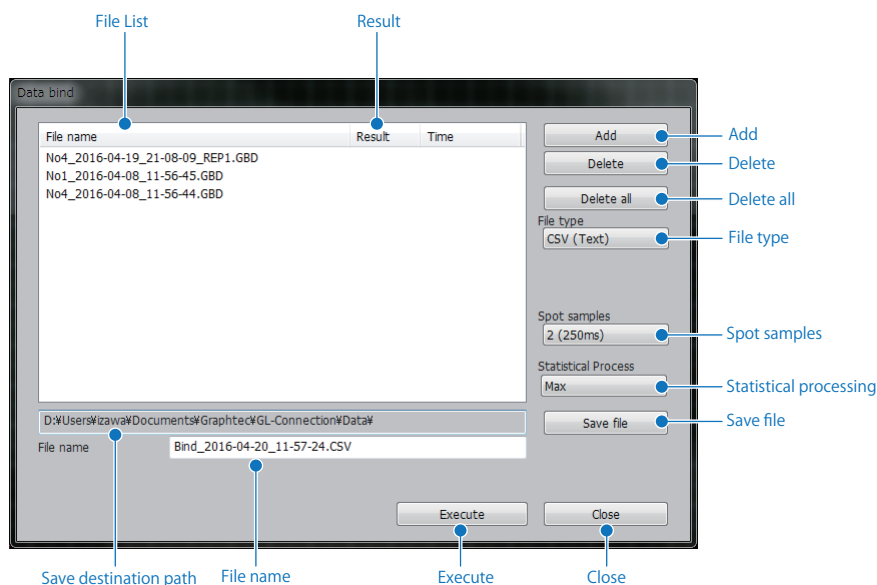 File List Result
Data bind
File name Result Time
No4_2016-04-19_21-08-09_REP1.GBD
No1_2016-04-08_11-56-45.GBD
No4_2016-04-08_11-56-44.GBD
Add Add
Delete Delete
Delete all Delete all
File type
CSV (Text) File type
Spot samples
2 (250ms) Spot samples
Statistical Process
Max Statistical processing
D:¥Users¥izawa¥Documents¥Graphtec¥GL-Connection¥Data¥
Save file Save file
File name Bind_2016-04-20_11-57-24.CSV
Execute Close
Save destination path File name Execute Close